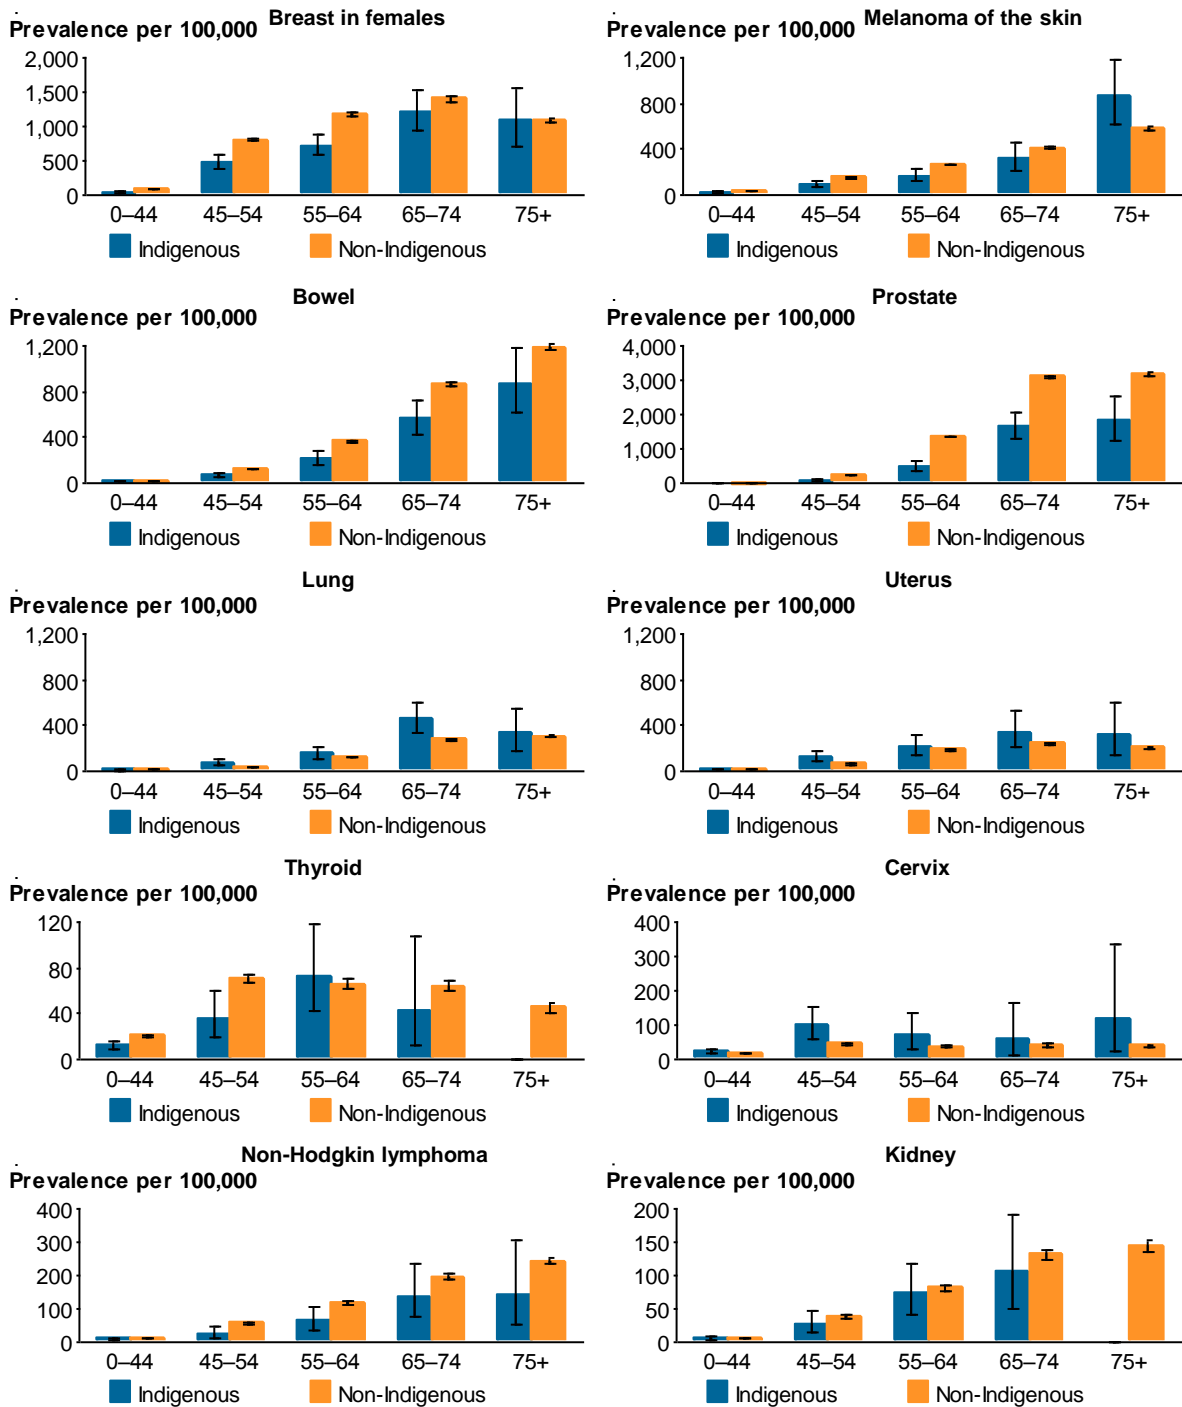 Breast in females
Prevalence per 100,000
2,000
1,500
1,000
500
0
0–44 45–54 55–64 65–74 75+
Indigenous Non-Indigenous
Melanoma of the skin
Prevalence per 100,000
1,200
800
400
0
0–44 45–54 55–64 65–74 75+
Indigenous Non-Indigenous
Bowel
Prevalence per 100,000
1,200
800
400
0
0–44 45–54 55–64 65–74 75+
Indigenous Non-Indigenous
Prostate
Prevalence per 100,000
4,000
3,000
2,000
1,000
0
0–44 45–54 55–64 65–74 75+
Indigenous Non-Indigenous
Lung
Prevalence per 100,000
1,200
800
400
0
0–44 45–54 55–64 65–74 75+
Indigenous Non-Indigenous
Uterus
Prevalence per 100,000
1,200
800
400
0
0–44 45–54 55–64 65–74 75+
Indigenous Non-Indigenous
Thyroid
Prevalence per 100,000
120
80
40
0
0–44 45–54 55–64 65–74 75+
Indigenous Non-Indigenous
Cervix
Prevalence per 100,000
400
300
200
100
0
0–44 45–54 55–64 65–74 75+
Indigenous Non-Indigenous
Non-Hodgkin lymphoma
Prevalence per 100,000
400
300
200
100
0
0–44 45–54 55–64 65–74 75+
Indigenous Non-Indigenous
Kidney
Prevalence per 100,000
200
150
100
50
0
0–44 45–54 55–64 65–74 75+
Indigenous Non-Indigenous